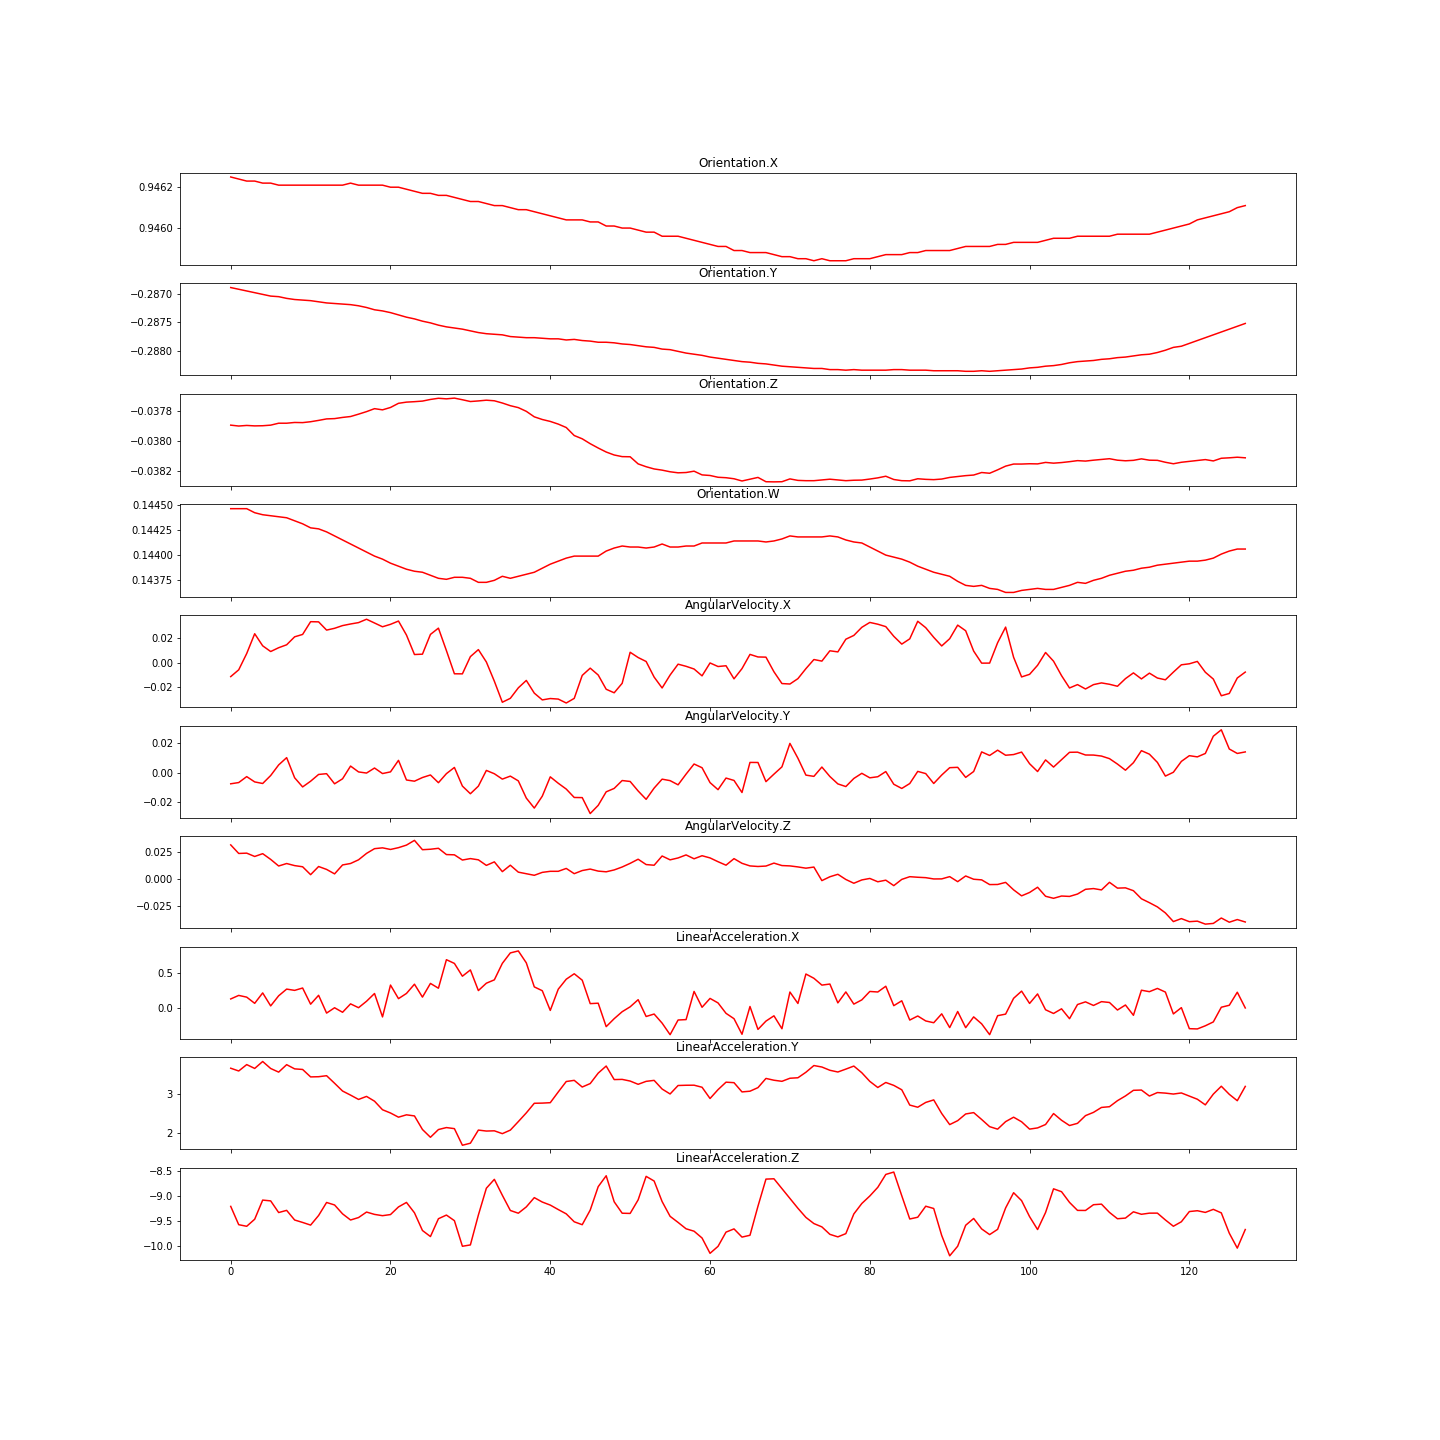 Orientation.X
0.9462
0.9460
Orientation.Y
−0.2870
−0.2875
−0.2880
Orientation.Z
−0.0378
−0.0380
−0.0382
Orientation.W
0.14450
0.14425
0.14400
0.14375
AngularVelocity.X
0.02
0.00
−0.02
AngularVelocity.Y
0.02
0.00
−0.02
AngularVelocity.Z
0.025
0.000
−0.025
LinearAcceleration.X
0.5
0.0
LinearAcceleration.Y
3
2
LinearAcceleration.Z
−8.5
−9.0
−9.5
−10.0
0 20 40 60 80 100 120